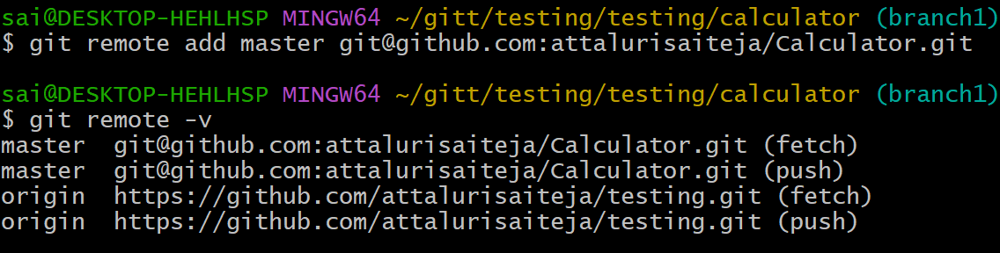 sai@DESKTOP-HEHLHSP MINGW64 ~/gitt/testing/testing/calculator (branch1)
$ git remote add master git@github.com:attalurisaiteja/Calculator.git
sai@DESKTOP-HEHLHSP MINGW64 ~/gitt/testing/testing/calculator (branch1)
$ git remote -v
master  git@github.com:attalurisaiteja/Calculator.git (fetch)
master  git@github.com:attalurisaiteja/Calculator.git (push)
origin  https://github.com/attalurisaiteja/testing.git (fetch)
origin  https://github.com/attalurisaiteja/testing.git (push)